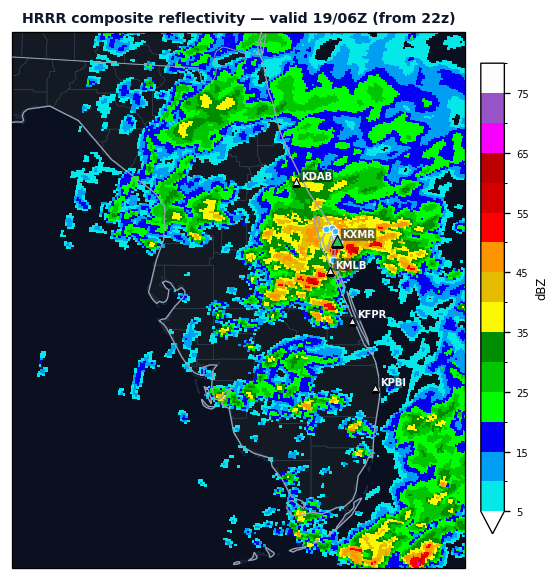 HRRR composite reflectivity — valid 19/06Z (from 22z)
KDAB
KXMR
KMLB
KFPR
KPBI
75
65
55
45
35
25
15
5
dBZ